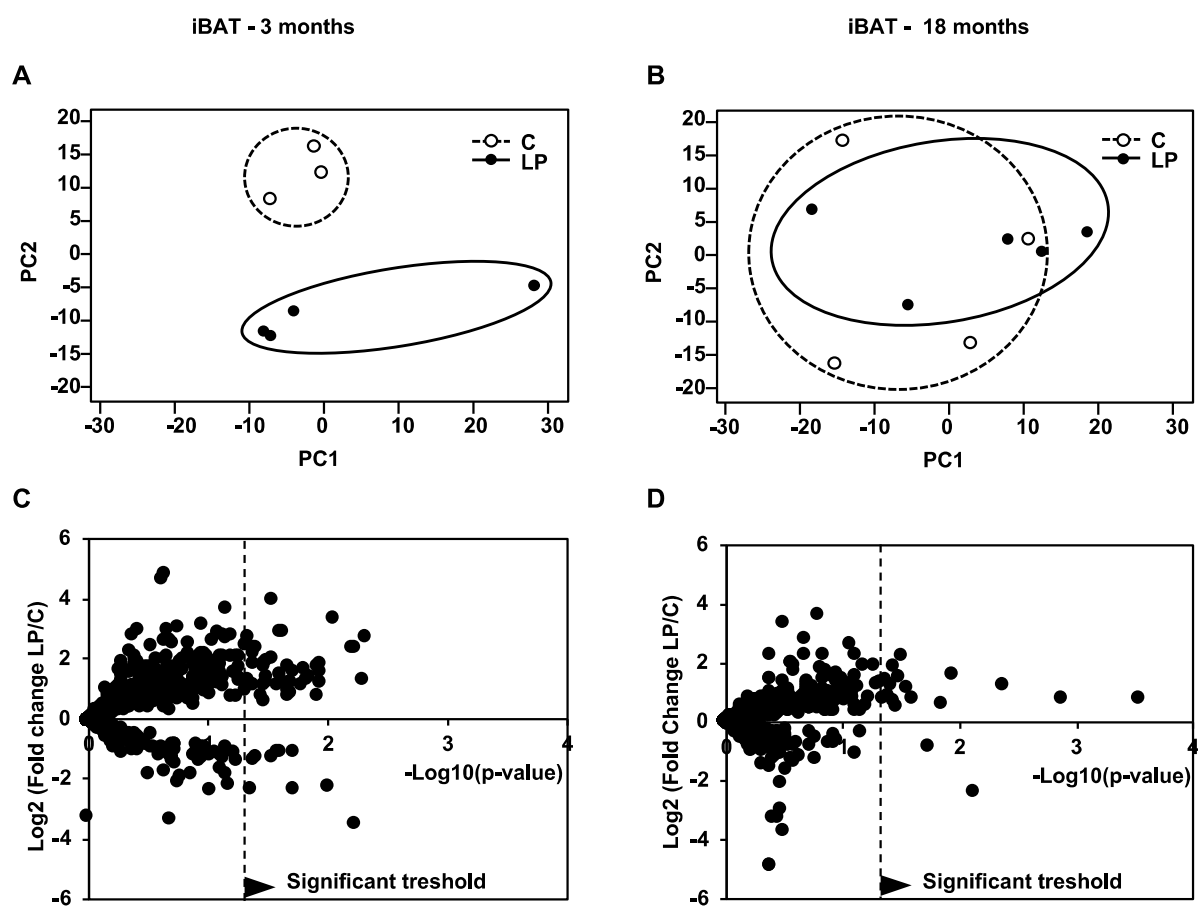 iBAT - 3 months
iBAT - 18 months
A
B
20
15
10
5
0
-5
-10
-15
-20
PC2
C
LP
-30 -20 -10 0 10 20 30
PC1
20
15
10
5
0
-5
-10
-15
-20
PC2
C
LP
-30 -20 -10 0 10 20 30
PC1
C
D
6
4
2
0
-2
-4
-6
Log2 (Fold change LP/C)
0 1 2 3 4
-Log10(p-value)
Significant treshold
6
4
2
0
-2
-4
-6
Log2 (Fold Change LP/C)
0 1 2 3 4
-Log10(p-value)
Significant treshold